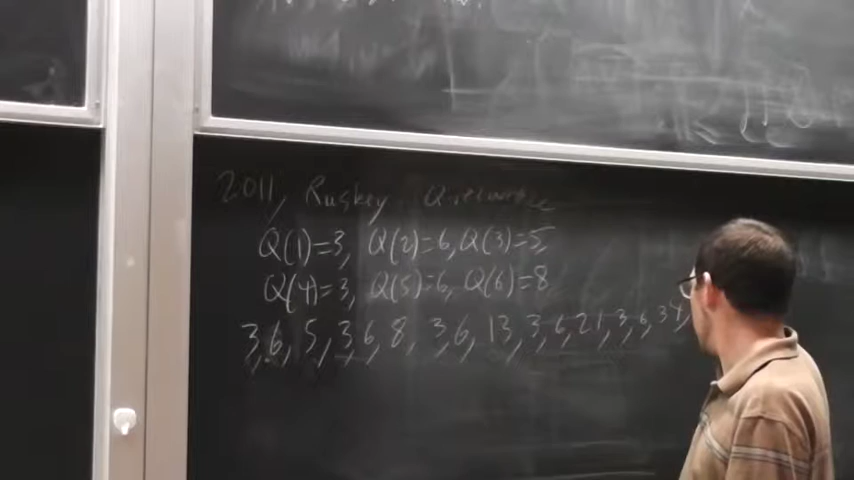 2011, Ruskey
Q(1)=3, Q(2)=6, Q(3)=5
Q(4)=3, Q(5)=6, Q(6)=8
3, 6, 5, 3, 6, 8, 3, 6, 13, 3, 6, 21, 3, 6, 34,